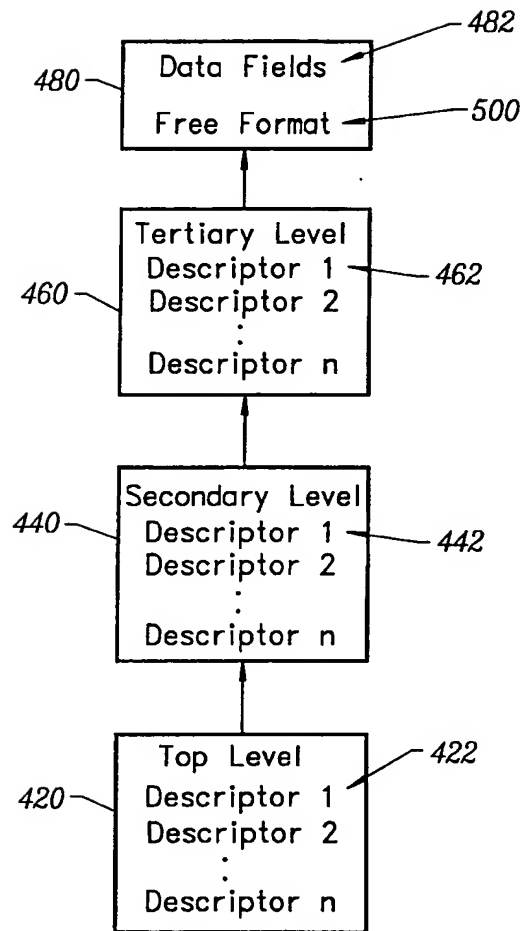 482
Data Fields
480
500
Free Format
Tertiary Level
Descriptor 1
462
460
Descriptor 2
Descriptor n
Secondary Level
440
Descriptor 1
442
Descriptor 2
Descriptor n
Top Level
422
420
Descriptor 1
Descriptor 2
Descriptor n